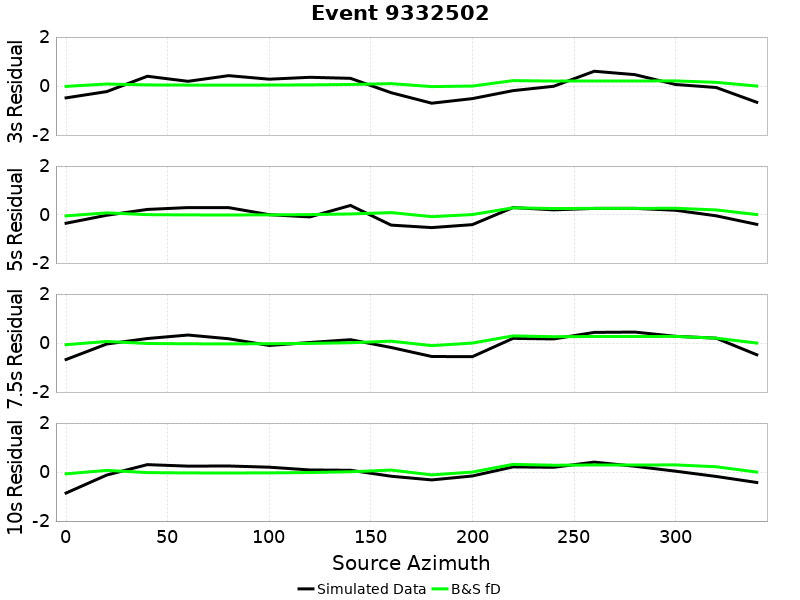 Event 9332502
3s Residual
2
0
-2
5s Residual
2
0
-2
7.5s Residual
2
0
-2
10s Residual
2
0
-2
0 50 100 150 200 250 300
Source Azimuth
Simulated Data B&S fD